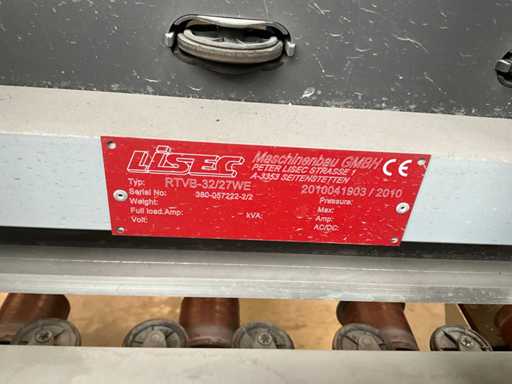 LiSEC Maschinenbau GMBH CE
PETER LISEC STRASSE 1
A-3353 SEITENSTETTEN
Typ: RTVB-32/27WE 2010041903 / 2010
Serial No: 380-057222-2/2 Pressure:
Weight: Max:
Full load.Amp: - kVA: Amp:
Volt: AC/DC: